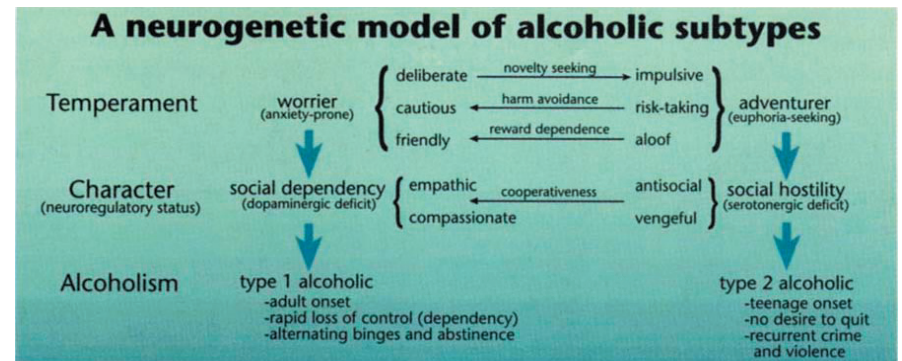 A neurogenetic model of alcoholic subtypes
Temperament
worrier
(anxiety-prone)
deliberate
novelty seeking
impulsive
cautious
harm avoidance
risk-taking
friendly
reward dependence
aloof
adventurer
(euphoria-seeking)
Character
(neuroregulatory status)
social dependency
(dopaminergic deficit)
empathic
cooperativeness
antisocial
compassionate
vengeful
social hostility
(serotonergic deficit)
Alcoholism
type 1 alcoholic
-adult onset
-rapid loss of control (dependency)
-alternating binges and abstinence
type 2 alcoholic
-teenage onset
-no desire to quit
-recurrent crime
and violence